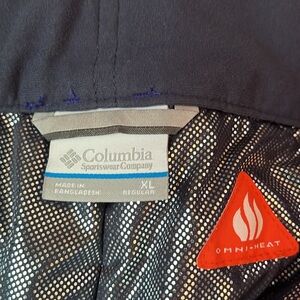 Columbia
Sportswear Company
MADE IN
BANGLADESH
XL
REGULAR
OMNI-HEAT